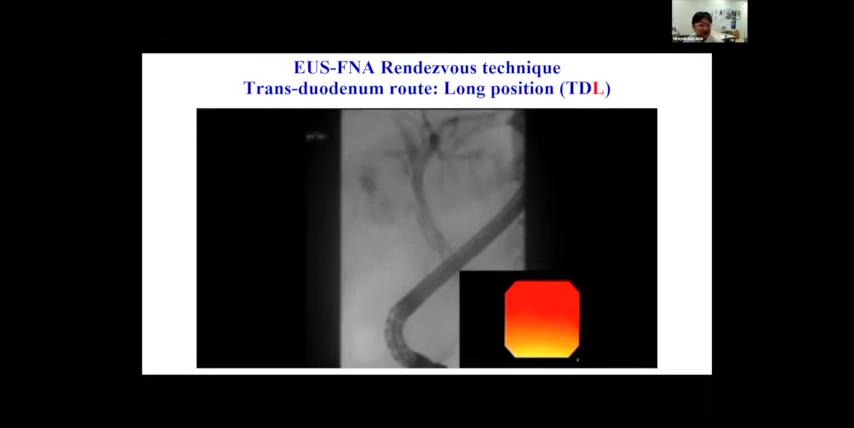 EUS-FNA Rendezvous technique
Trans-duodenum route: Long position (TDL)